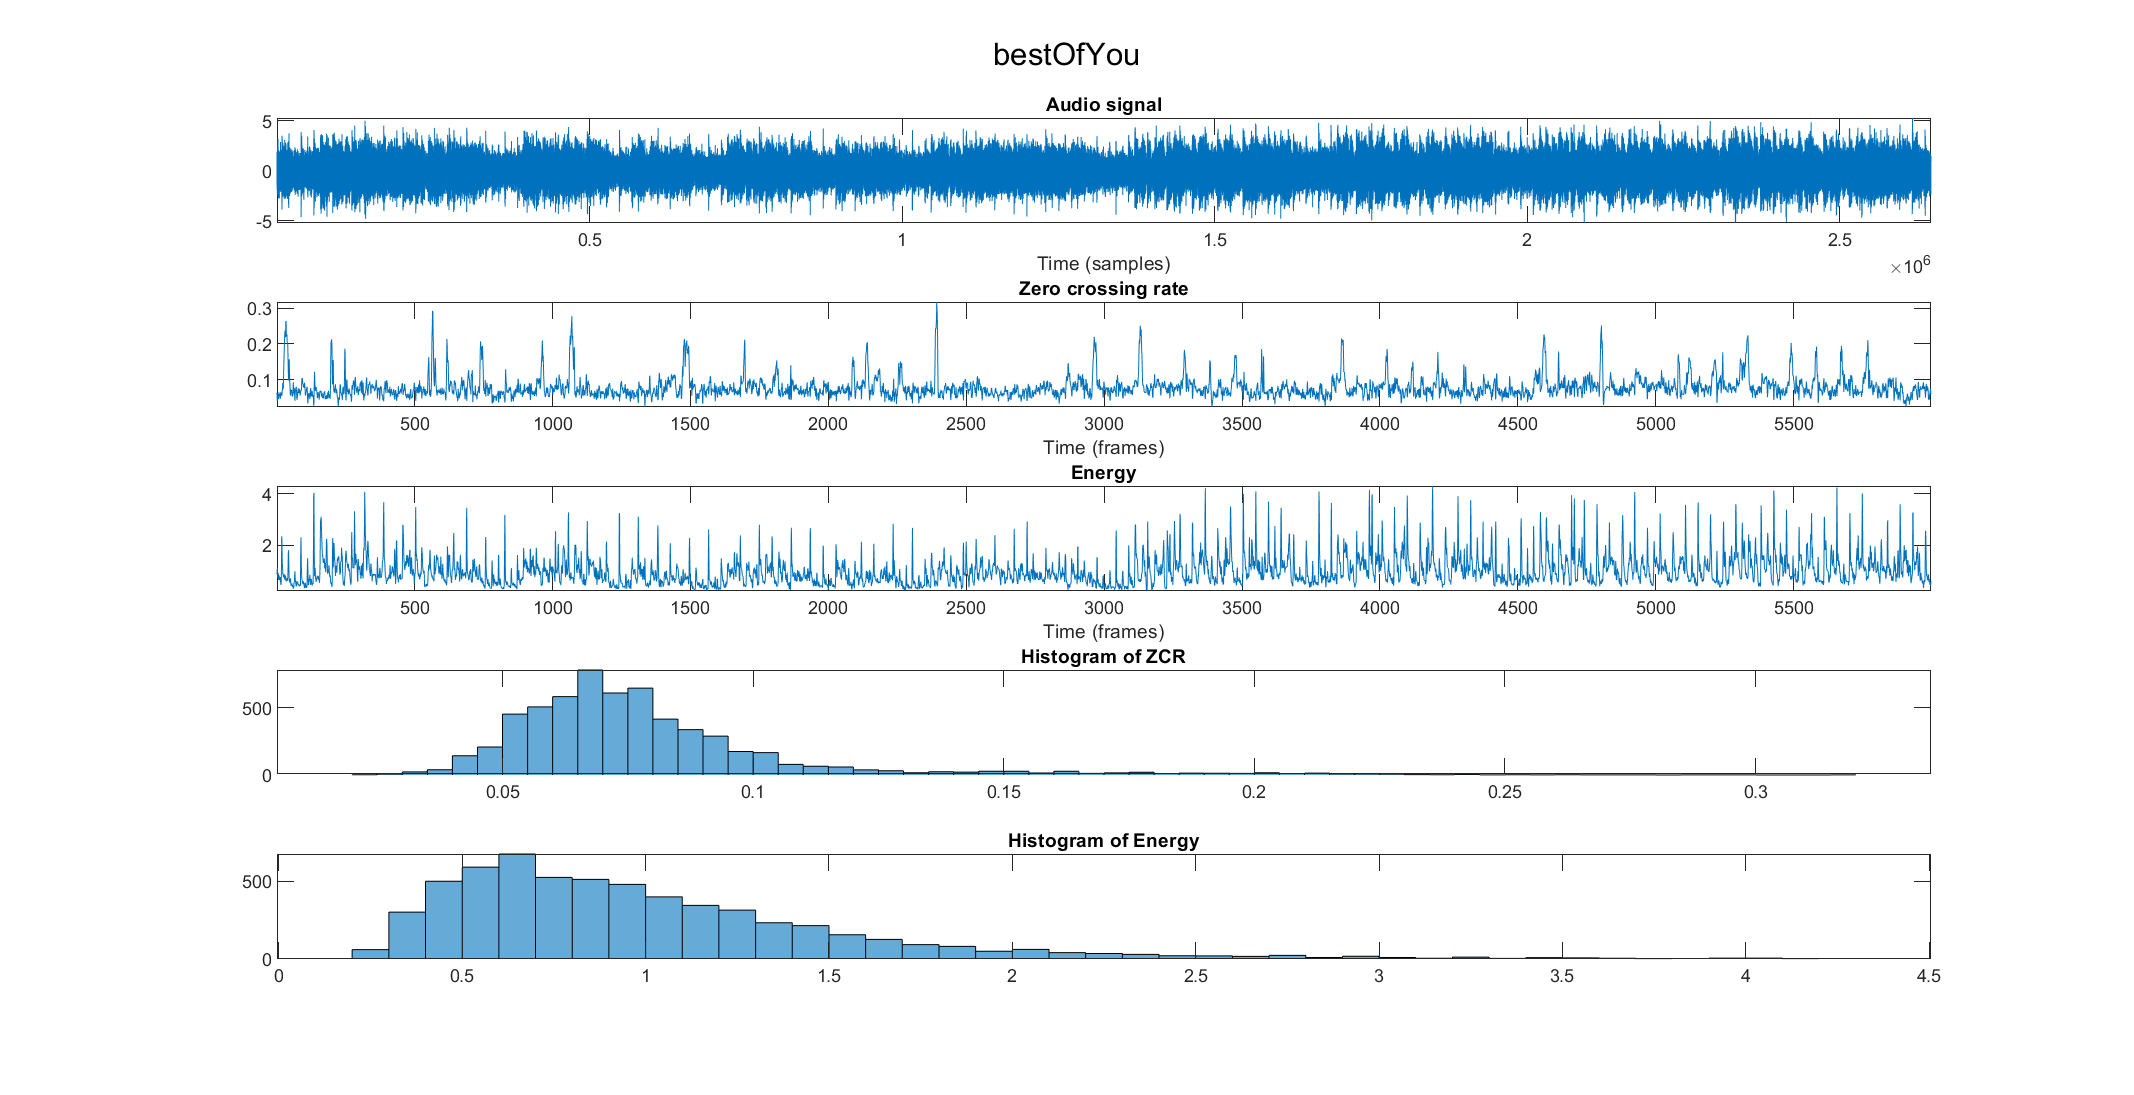 bestOfYou
Audio signal
5
0
-5
0.5 1 1.5 2 2.5
Time (samples)
×10^6
Zero crossing rate
0.3
0.2
0.1
500 1000 1500 2000 2500 3000 3500 4000 4500 5000 5500
Time (frames)
Energy
4
2
500 1000 1500 2000 2500 3000 3500 4000 4500 5000 5500
Time (frames)
Histogram of ZCR
500
0
0.05 0.1 0.15 0.2 0.25 0.3
Histogram of Energy
500
0
0 0.5 1 1.5 2 2.5 3 3.5 4 4.5